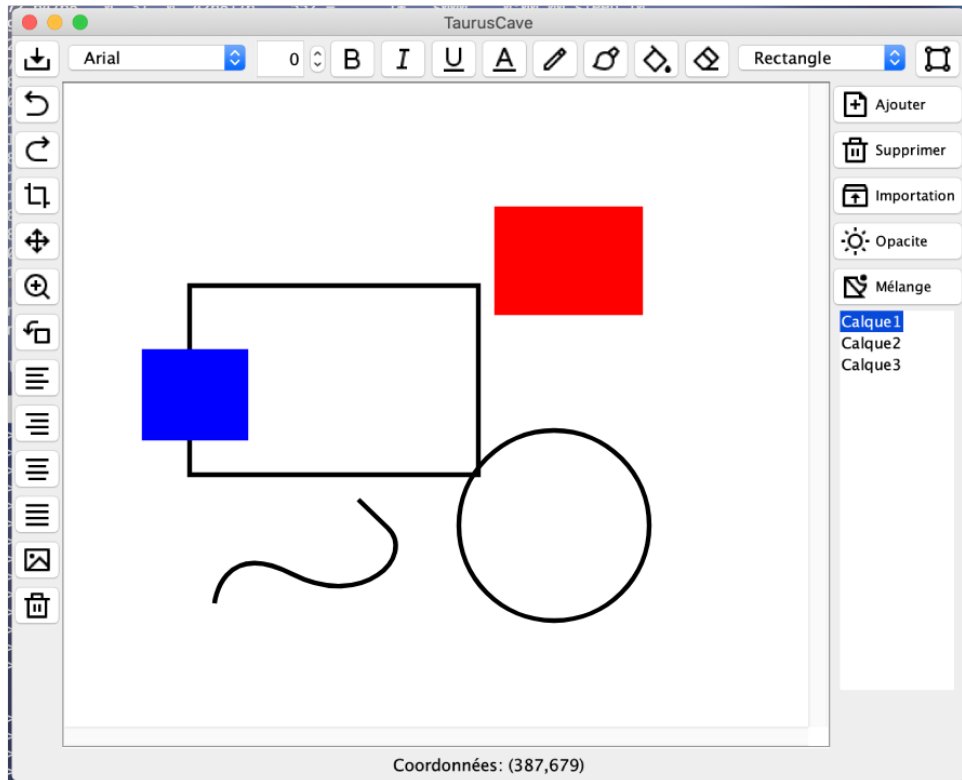 TaurusCave
Arial
0
B
I
U
A
Rectangle
Ajouter
Supprimer
Importation
Opacite
Mélange
Calque1
Calque2
Calque3
Coordonnées: (387,679)